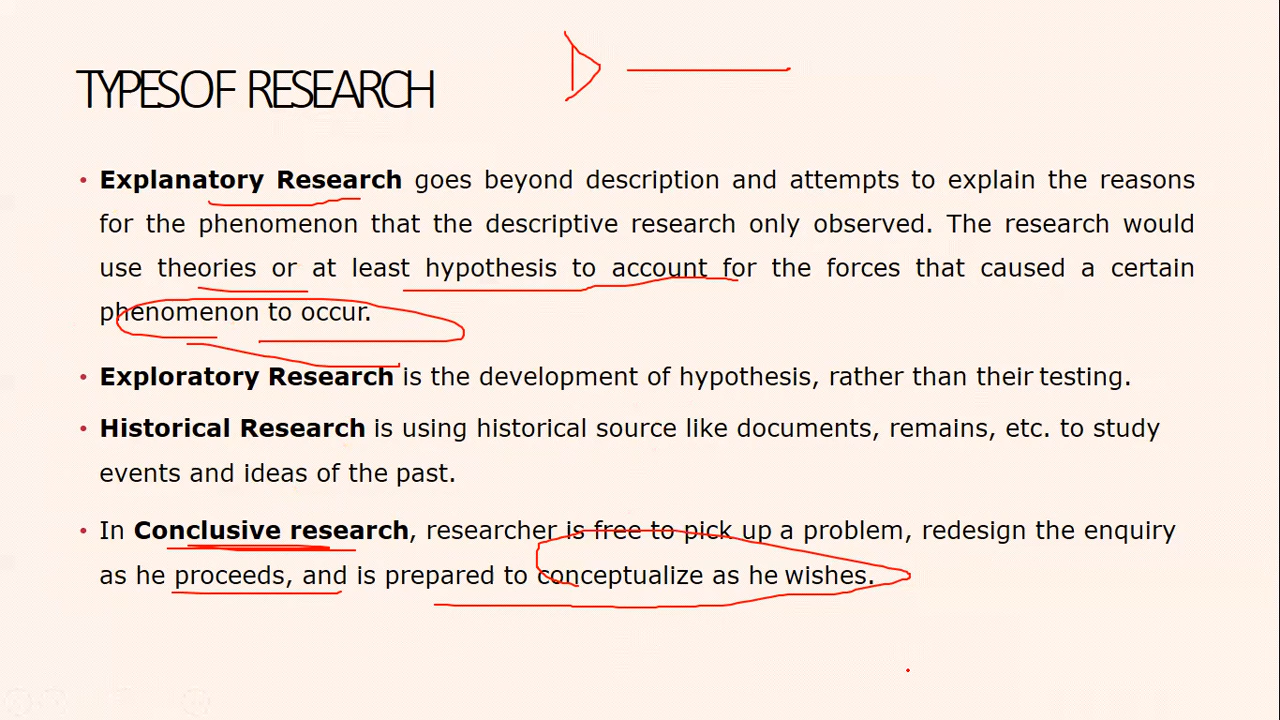 TYPES OF RESEARCH
• Explanatory Research goes beyond description and attempts to explain the reasons
for the phenomenon that the descriptive research only observed. The research would
use theories or at least hypothesis to account for the forces that caused a certain
phenomenon to occur.
• Exploratory Research is the development of hypothesis, rather than their testing.
• Historical Research is using historical source like documents, remains, etc. to study
events and ideas of the past.
• In Conclusive research, researcher is free to pick up a problem, redesign the enquiry
as he proceeds, and is prepared to conceptualize as he wishes.